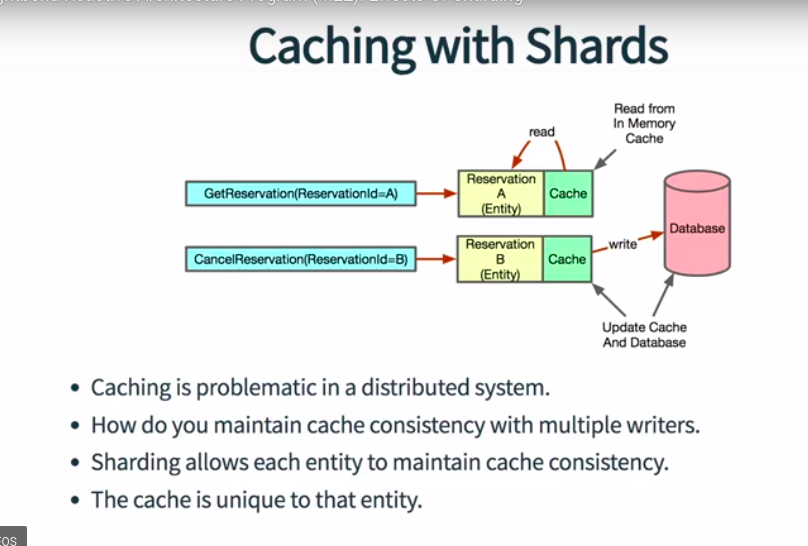 Caching with Shards
Read from
In Memory
Cache
read
GetReservation(ReservationId=A)
Reservation
A
(Entity)
Cache
Database
CancelReservation(ReservationId=B)
Reservation
B
(Entity)
Cache
write
Update Cache
And Database
• Caching is problematic in a distributed system.
• How do you maintain cache consistency with multiple writers.
• Sharding allows each entity to maintain cache consistency.
• The cache is unique to that entity.